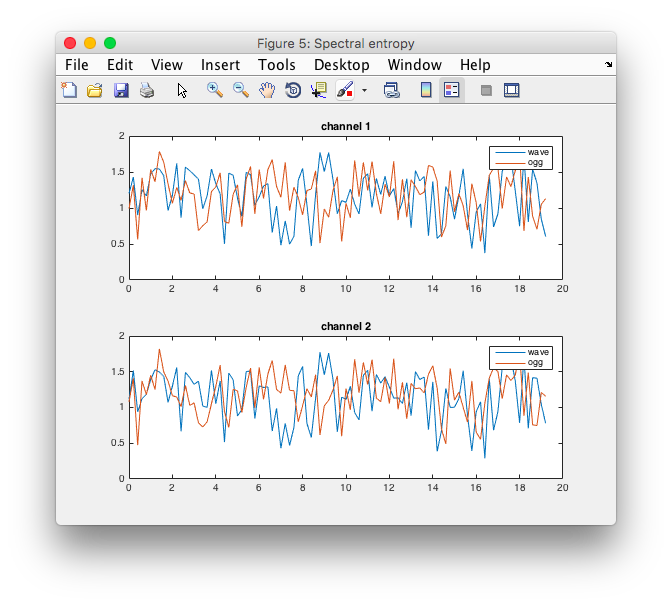 Figure 5: Spectral entropy
File Edit View Insert Tools Desktop Window Help
channel 1
2
1.5
1
0.5
0
0 2 4 6 8 10 12 14 16 18 20
wave
ogg
channel 2
2
1.5
1
0.5
0
0 2 4 6 8 10 12 14 16 18 20
wave
ogg